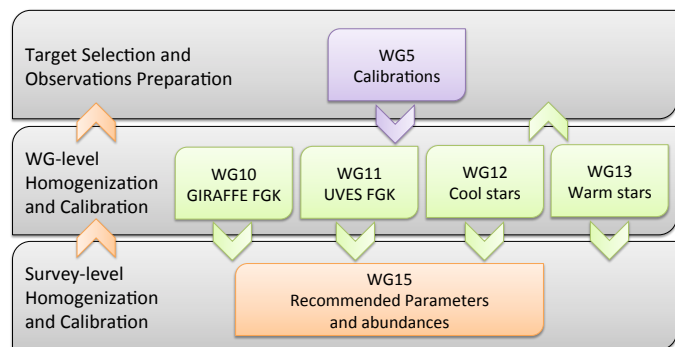 Target Selection and
Observations Preparation
WG5
Calibrations
WG-level
Homogenization
and Calibration
WG10
GIRAFFE FGK
WG11
UVES FGK
WG12
Cool stars
WG13
Warm stars
Survey-level
Homogenization
and Calibration
WG15
Recommended Parameters
and abundances